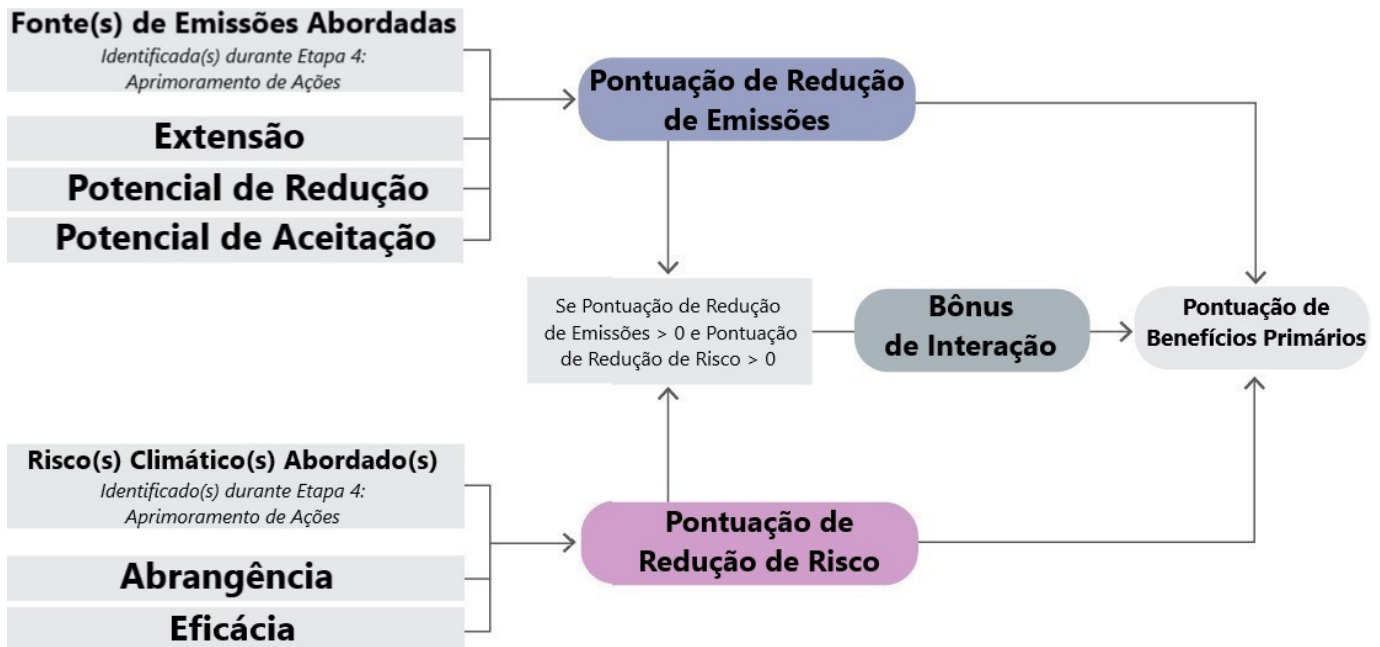 Fonte(s) de Emissões Abordadas
Identificada(s) durante Etapa 4:
Aprimoramento de Ações
Extensão
Potencial de Redução
Potencial de Aceitação
Pontuação de Redução
de Emissões
Se Pontuação de Redução
de Emissões > 0 e Pontuação
de Redução de Risco > 0
Bônus
de Interação
Pontuação de
Benefícios Primários
Risco(s) Climático(s) Abordado(s)
Identificado(s) durante Etapa 4:
Aprimoramento de Ações
Abrangência
Eficácia
Pontuação de
Redução de Risco